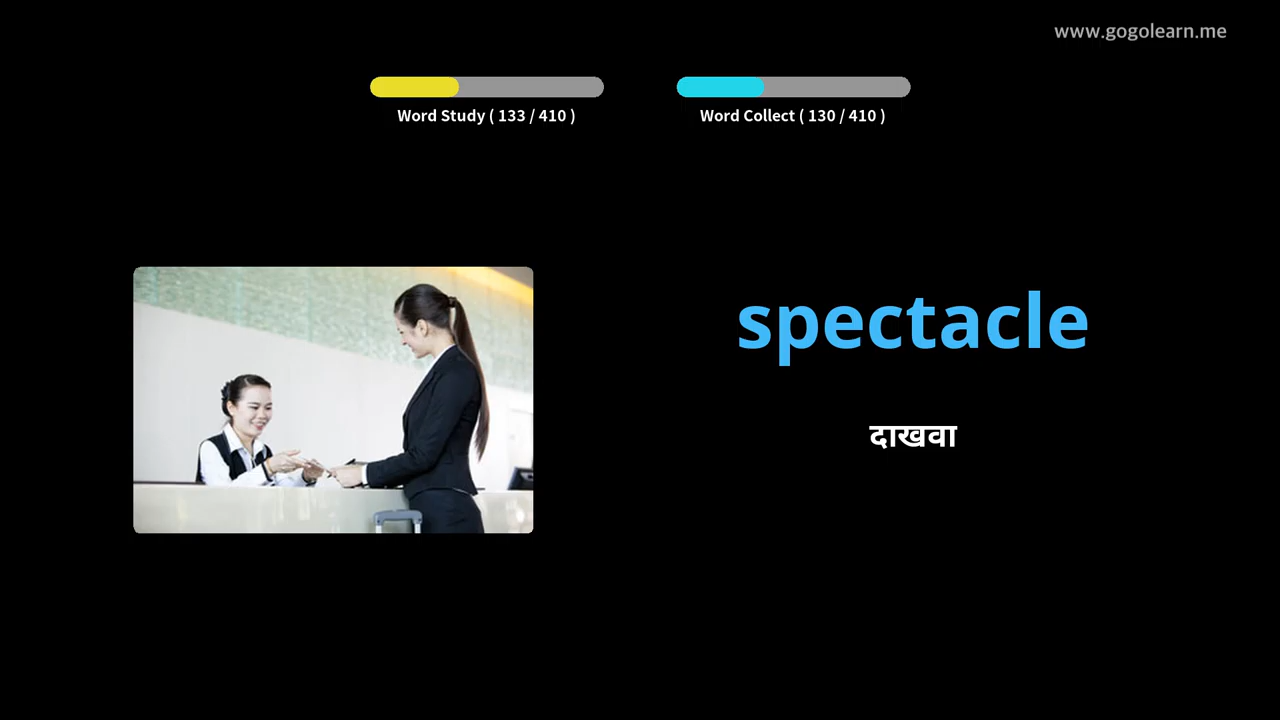 www.gogolearn.me
Word Study ( 133 / 410 )
Word Collect ( 130 / 410 )
spectacle
दाखवा